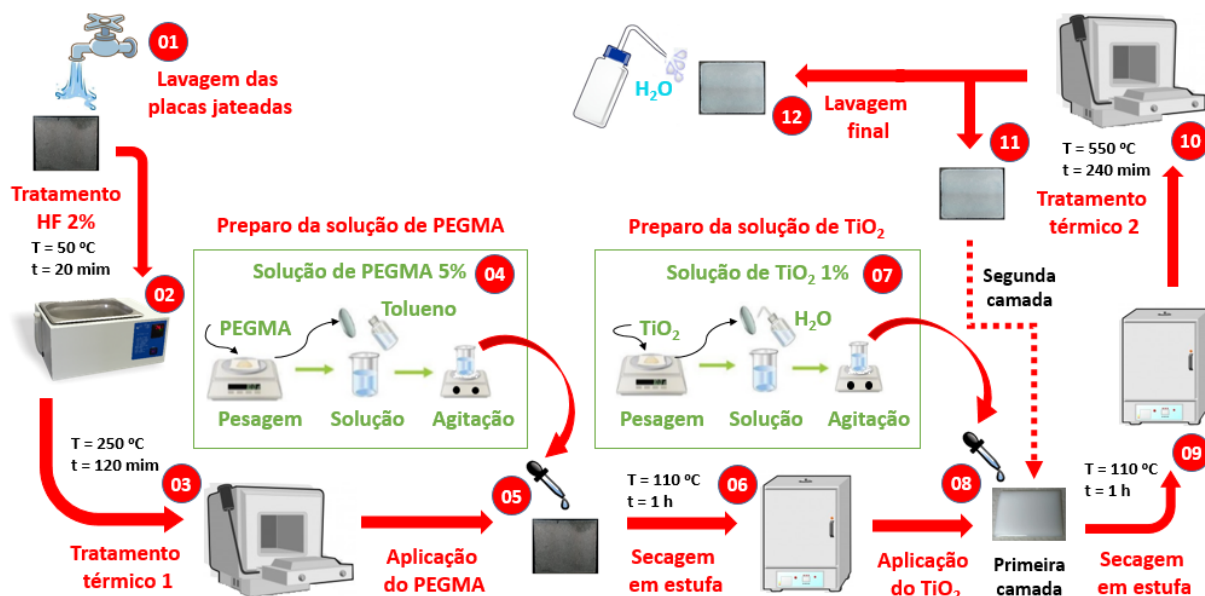 01
Lavagem das
placas jateadas
Tratamento
HF 2%
T = 50 ºC
t = 20 mim
02
T = 250 ºC
t = 120 mim
03
Tratamento
térmico 1
Preparo da solução de PEGMA
Solução de PEGMA 5%
04
PEGMA
Tolueno
Pesagem
Solução
Agitação
Aplicação
do PEGMA
05
T = 110 ºC
t = 1 h
06
Secagem
em estufa
Preparo da solução de TiO₂
Solução de TiO₂ 1%
07
TiO₂
H₂O
Pesagem
Solução
Agitação
Aplicação
do TiO₂
08
Primeira
camada
T = 110 ºC
t = 1 h
09
Secagem
em estufa
T = 550 ºC
t = 240 mim
10
Tratamento
térmico 2
11
Segunda
camada
H₂O
12
Lavagem
final